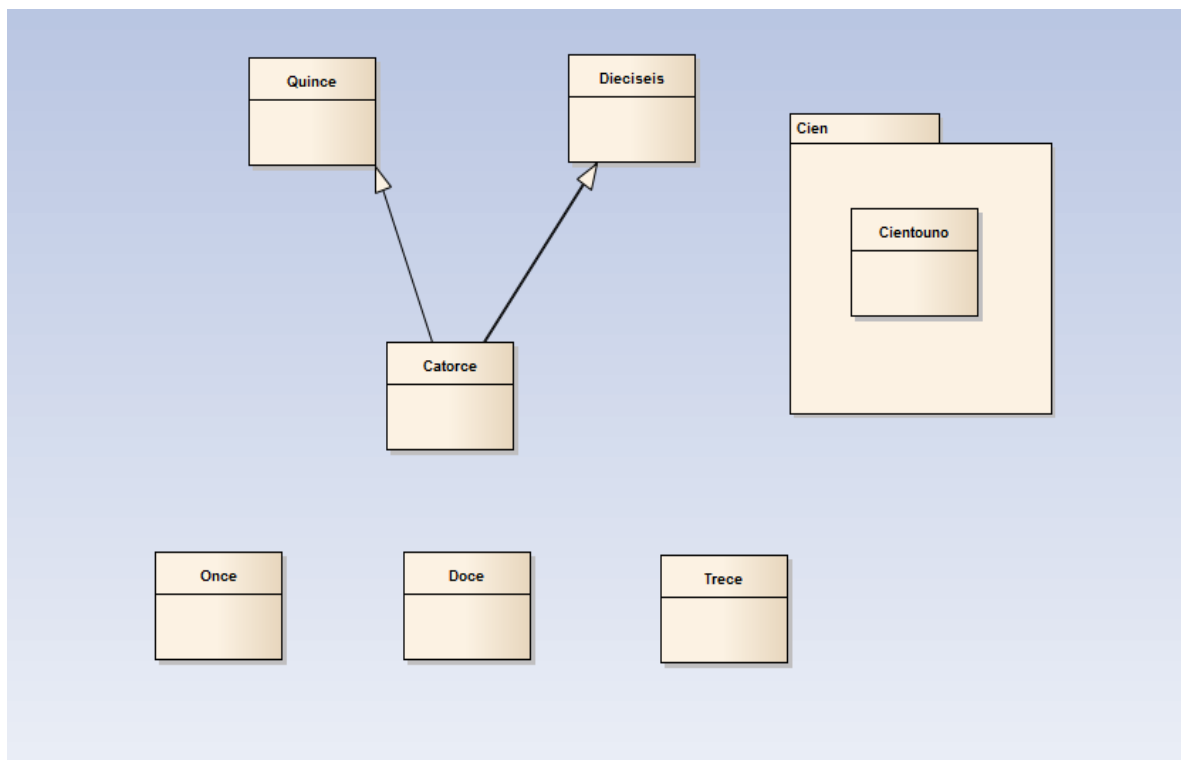 Quince
Dieciseis
Cien
Cientouno
Catorce
Once
Doce
Trece